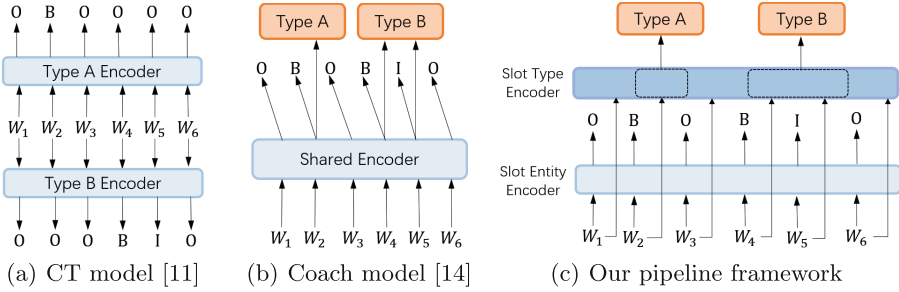 O B O O O O
Type A Encoder
W1 W2 W3 W4 W5 W6
Type B Encoder
O O O B I O
(a) CT model [11]
Type A Type B
O B O B I O
Shared Encoder
W1 W2 W3 W4 W5 W6
(b) Coach model [14]
Type A Type B
Slot Type
Encoder
O B O B I O
Slot Entity
Encoder
W1 W2 W3 W4 W5 W6
(c) Our pipeline framework